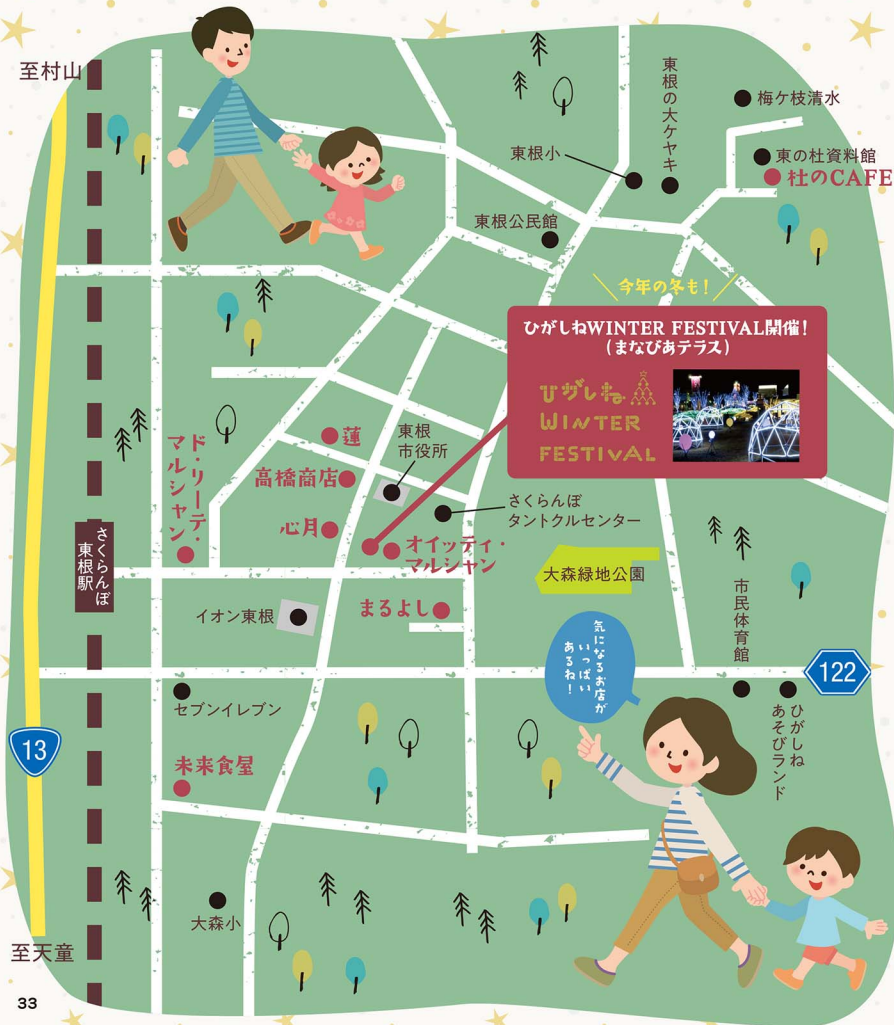 至村山
東根の大ケヤキ
梅ケ枝清水
東根小
東の杜資料館
杜のCAFE
東根公民館
今年の冬も!
ひがしねWINTER FESTIVAL開催!
(まなびあテラス)
ひがしね
WINTER
FESTIVAL
蓮
東根
市役所
ド・リーテ・
マルシャン
高橋商店
さくらんぼ
タントクルセンター
心月
オイッティ・
マルシャン
さくらんぼ
東根駅
大森緑地公園
イオン東根
まるよし
市民体育館
気になるお店が
いっぱい
あるね!
122
セブンイレブン
ひがしね
あそびランド
13
未来食屋
大森小
至天童
33